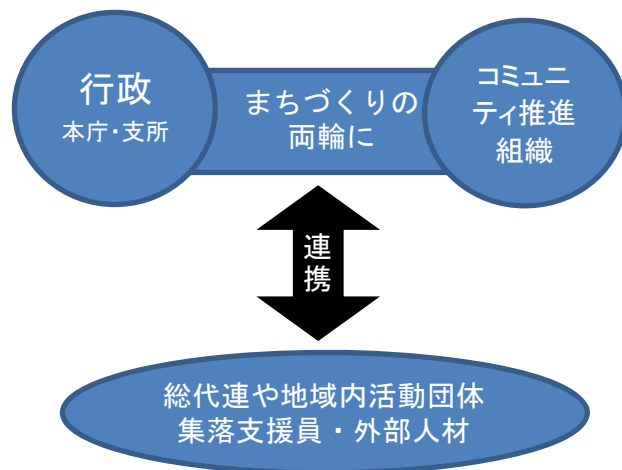 行政
本庁・支所
まちづくりの
両輪に
コミュニ
ティ推進
組織
連
携
総代連や地域内活動団体
集落支援員・外部人材